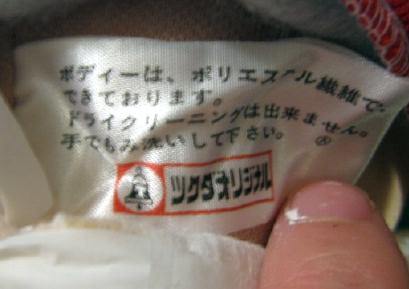 ボディーは、ポリエステル繊維で
できております。
ドライクリーニングは出来ません。
手でもみ洗いして下さい。 Ⓐ
ツクダオリジナル